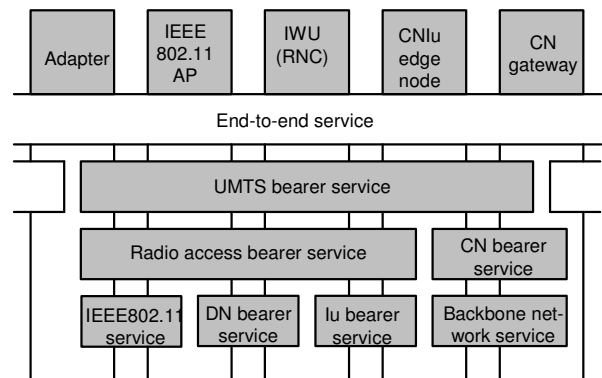 Adapter
IEEE
802.11
AP
IWU
(RNC)
CNIu
edge
node
CN
gateway
End-to-end service
UMTS bearer service
Radio access bearer service
CN bearer
service
IEEE802.11
service
DN bearer
service
Iu bearer
service
Backbone net-
work service